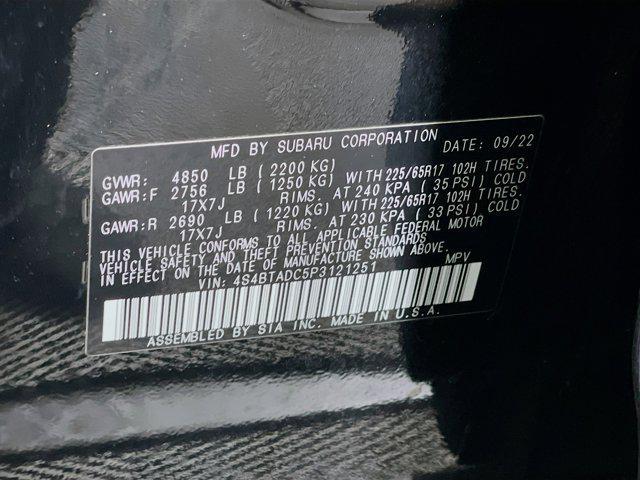 MFD BY SUBARU CORPORATION DATE: 09/22
GVWR: 4850 LB (2200 KG)
GAWR:F 2756 LB (1250 KG) WITH 225/65R17 102H TIRES.
17X7J RIMS. AT 240 KPA (35 PSI) COLD
GAWR:R 2690 LB (1220 KG) WITH 225/65R17 102H TIRES.
17X7J RIMS. AT 230 KPA (33 PSI) COLD
THIS VEHICLE CONFORMS TO ALL APPLICABLE FEDERAL MOTOR
VEHICLE SAFETY AND BUMPER STANDARDS
IN EFFECT ON THE DATE OF MANUFACTURE SHOWN ABOVE.
VIN: 4S4BTADC5P3121251 MPV
ASSEMBLED BY SIA INC. MADE IN U.S.A.